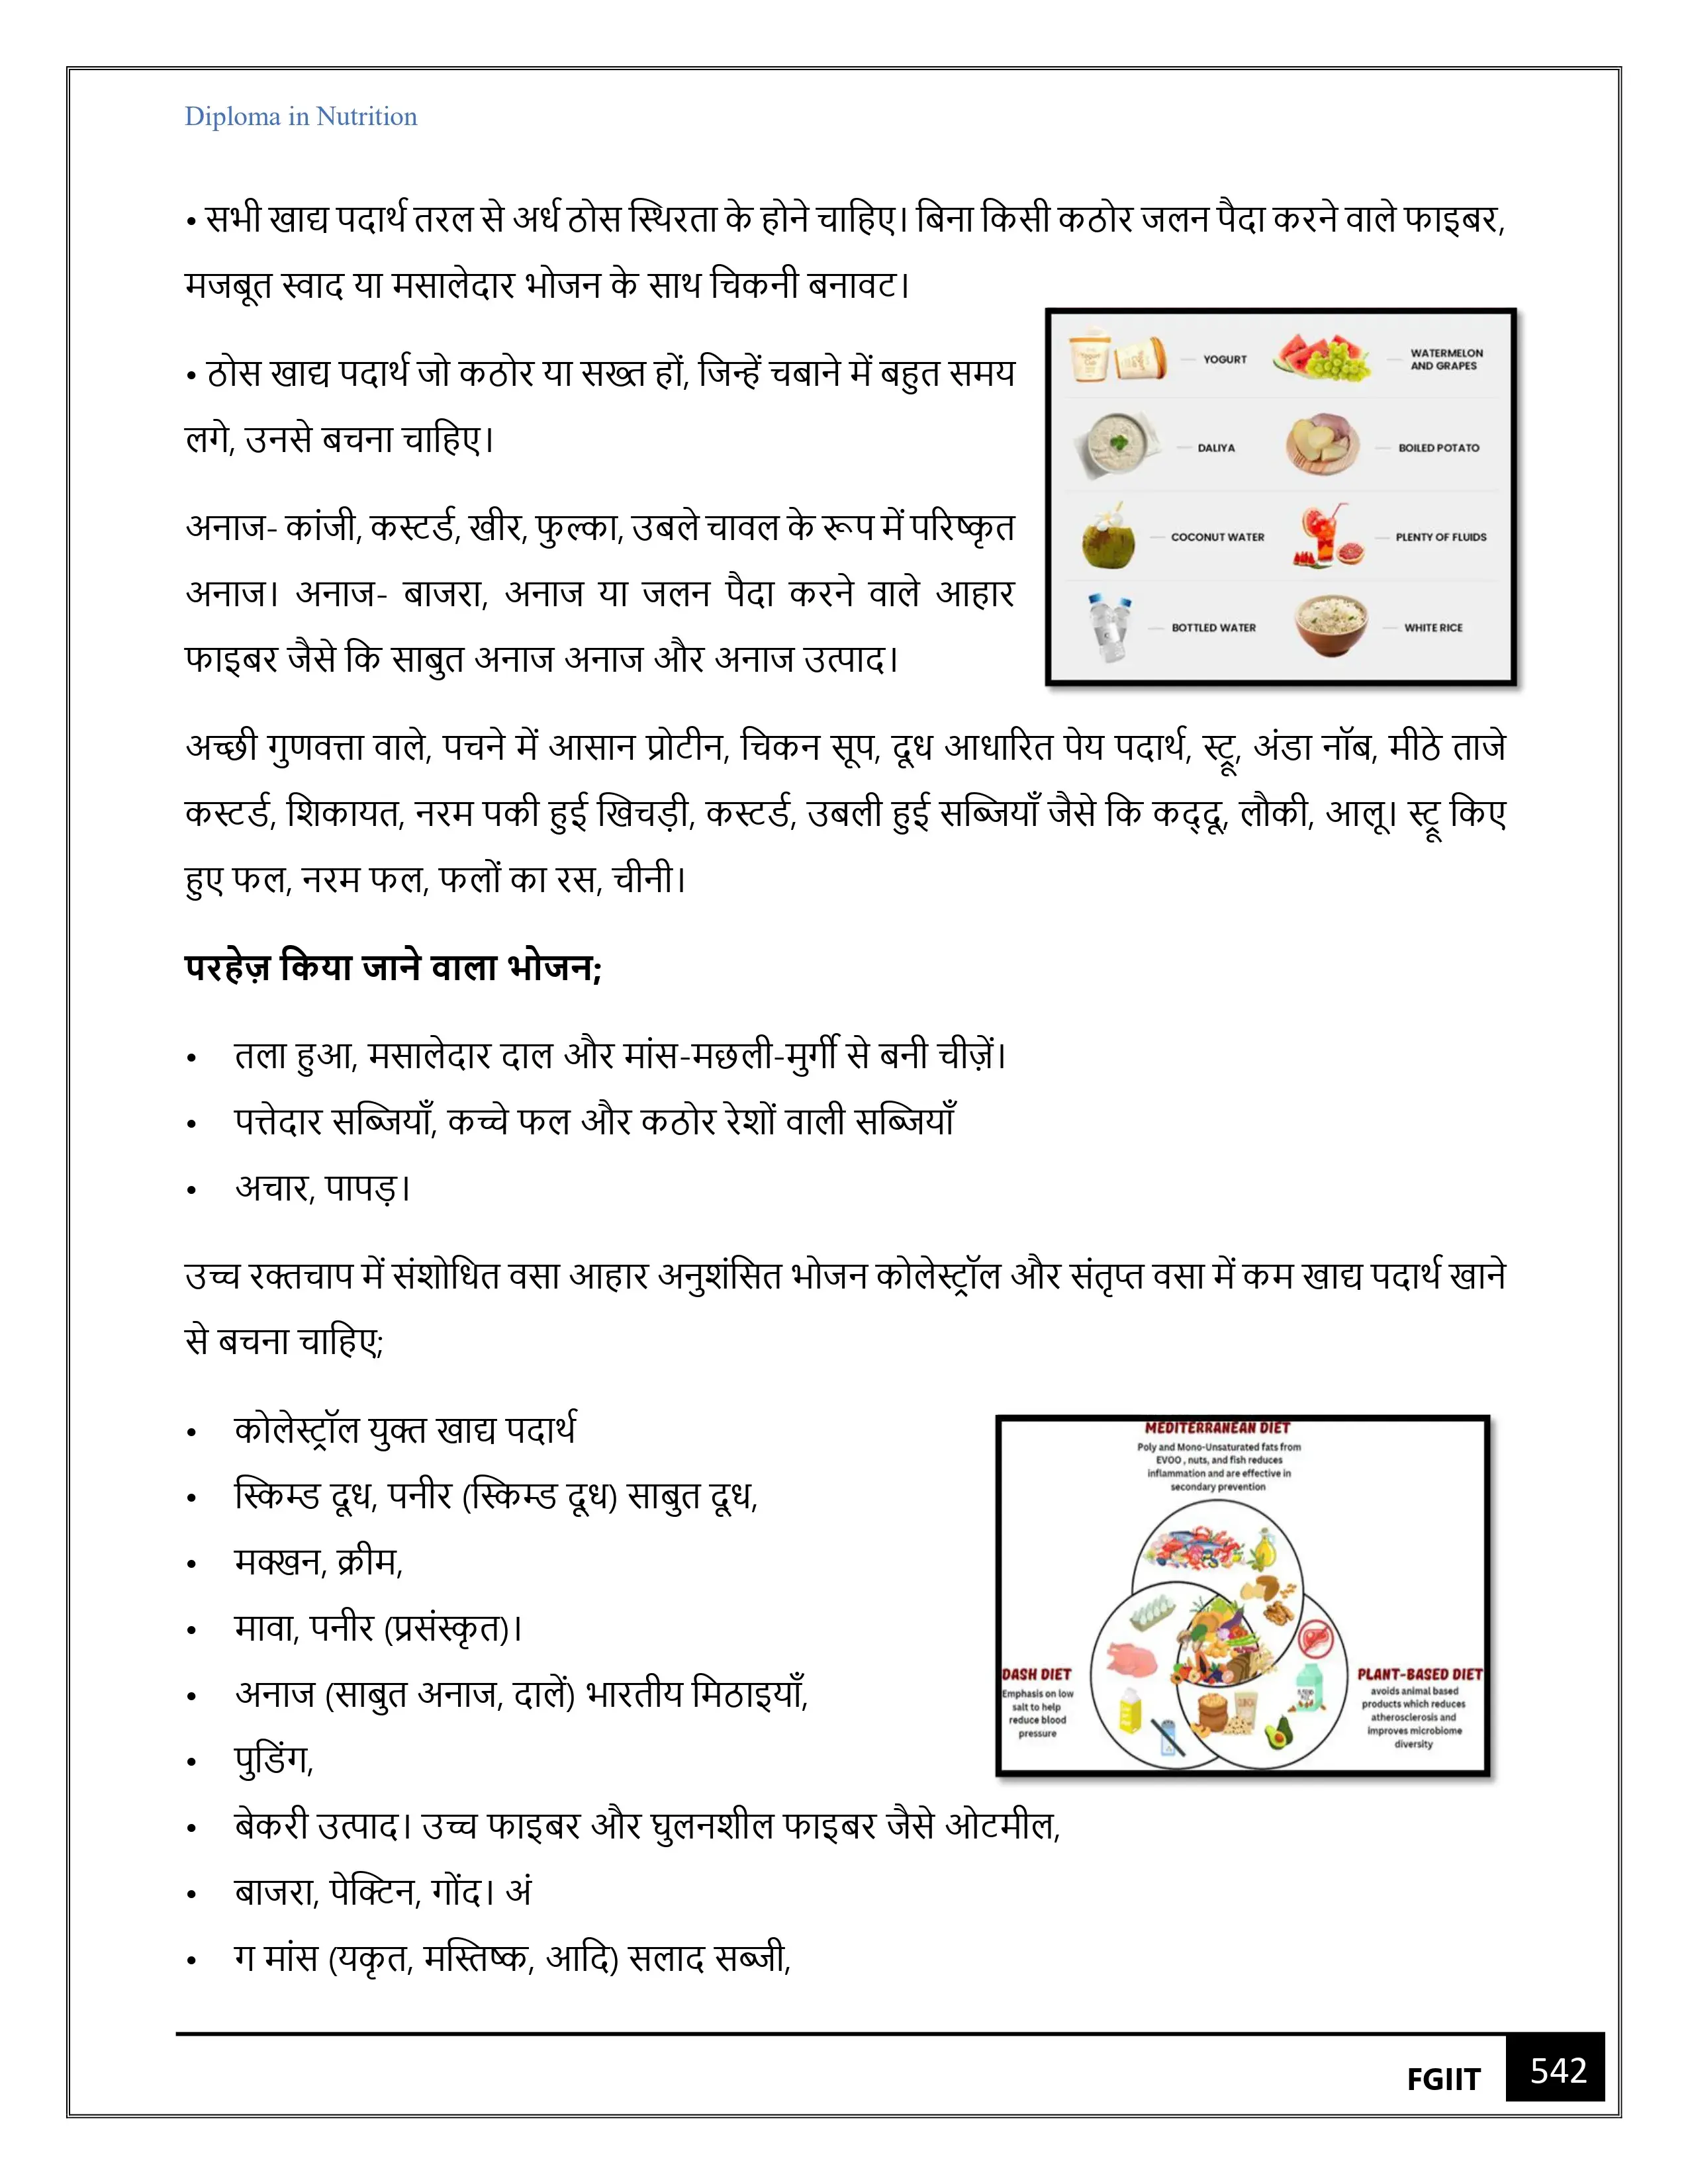 Diploma in Nutrition
• सभी खाद्य पदार्थ तरल से अर्ध ठोस स्थिरता के होने चाहिए। बिना किसी कठोर जलन पैदा करने वाले फाइबर,
मजबूत स्वाद या मसालेदार भोजन के साथ चिकनी बनावट।
• ठोस खाद्य पदार्थ जो कठोर या सख्त हों, जिन्हें चबाने में बहुत समय
लगे, उनसे बचना चाहिए।
अनाज- कांजी, कस्टर्ड, खीर, फुल्का, उबले चावल के रूप में परिष्कृत
अनाज। अनाज- बाजरा, अनाज या जलन पैदा करने वाले आहार
फाइबर जैसे कि साबुत अनाज अनाज और अनाज उत्पाद।
YOGURT
WATERMELON
AND GRAPES
DALIYA
BOILED POTATO
COCONUT WATER
PLENTY OF FLUIDS
BOTTLED WATER
WHITE RICE
अच्छी गुणवत्ता वाले, पचने में आसान प्रोटीन, चिकन सूप, दूध आधारित पेय पदार्थ, स्ट्रू, अंडा नॉब, मीठे ताजे
कस्टर्ड, शिकायत, नरम पकी हुई खिचड़ी, कस्टर्ड, उबली हुई सब्जियाँ जैसे कि कद्दू, लौकी, आलू। स्ट्रू किए
हुए फल, नरम फल, फलों का रस, चीनी।
परहेज़ किया जाने वाला भोजन;
• तला हुआ, मसालेदार दाल और मांस-मछली-मुर्गी से बनी चीज़ें।
• पत्तेदार सब्जियाँ, कच्चे फल और कठोर रेशों वाली सब्जियाँ
• अचार, पापड़।
उच्च रक्तचाप में संशोधित वसा आहार अनुशंसित भोजन कोलेस्ट्रॉल और संतृप्त वसा में कम खाद्य पदार्थ खाने
से बचना चाहिए;
• कोलेस्ट्रॉल युक्त खाद्य पदार्थ
• स्किम्ड दूध, पनीर (स्किम्ड दूध) साबुत दूध,
• मक्खन, क्रीम,
• मावा, पनीर (प्रसंस्कृत)।
• अनाज (साबुत अनाज, दालें) भारतीय मिठाइयाँ,
• पुडिंग,
• बेकरी उत्पाद। उच्च फाइबर और घुलनशील फाइबर जैसे ओटमील,
• बाजरा, पेक्टिन, गोंद। अं
• ग मांस (यकृत, मस्तिष्क, आदि) सलाद सब्जी,
MEDITERRANEAN DIET
Poly and Mono-Unsaturated fats from
EVOO , nuts, and fish reduces
inflammation and are effective in
secondary prevention
DASH DIET
Emphasis on low
salt to help
reduce blood
pressure
PLANT-BASED DIET
avoids animal based
products which reduces
atherosclerosis and
improves microbiome
diversity
FGIIT
542